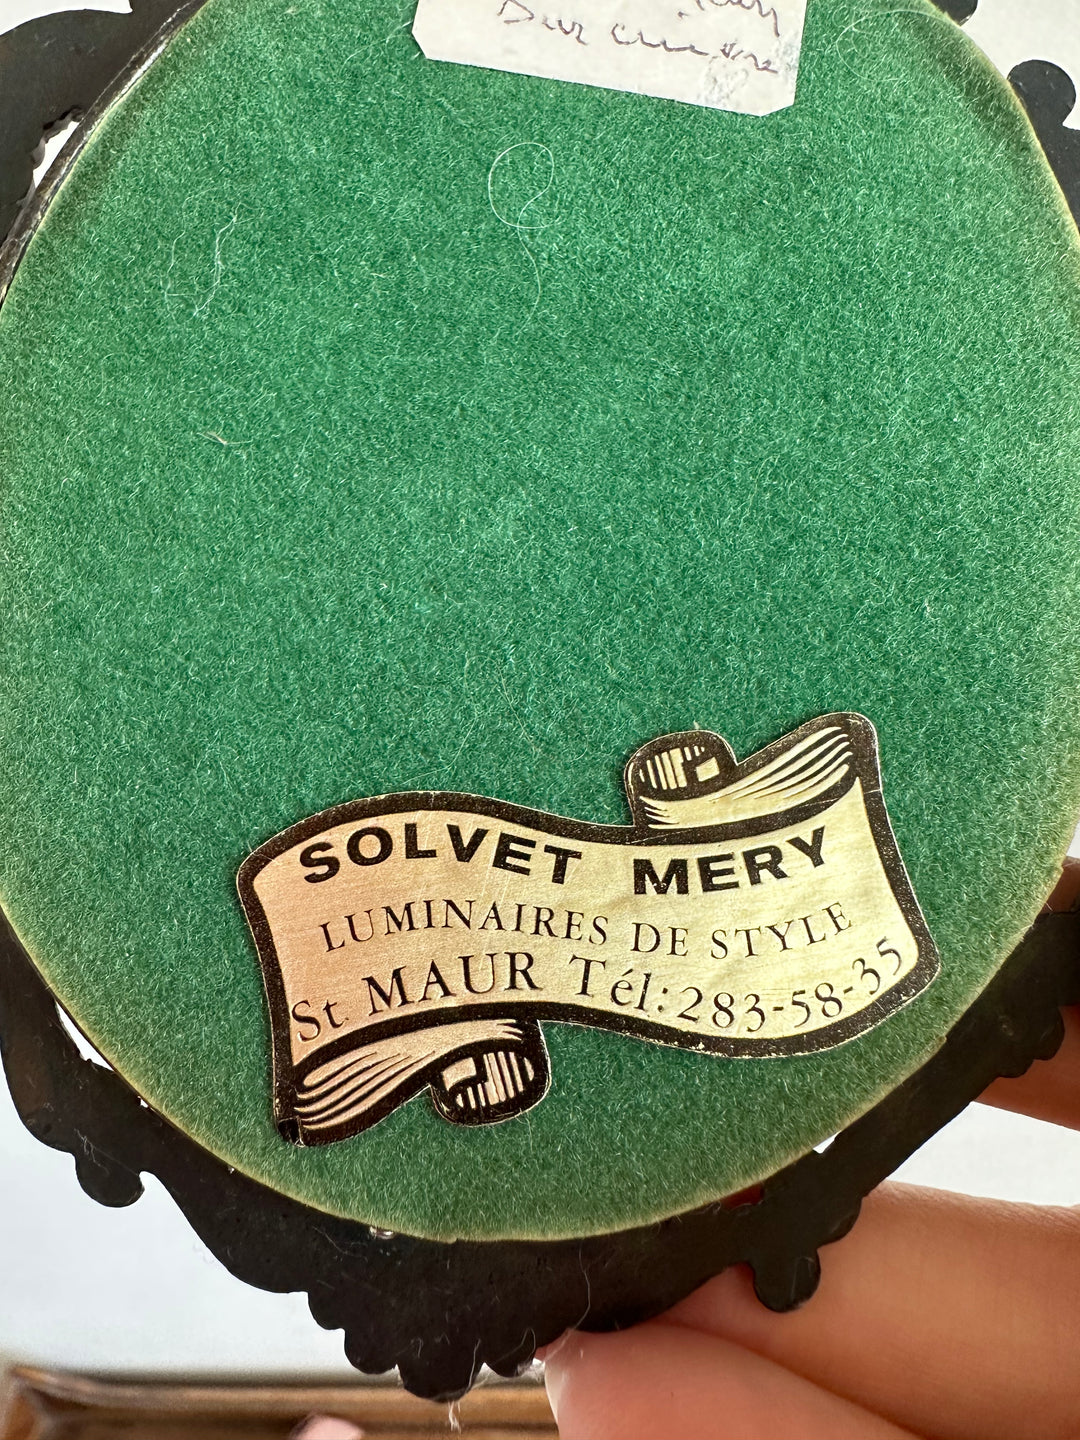 SOLVET MERY
LUMINAIRES DE STYLE
St MAUR Tél: 283-58-35